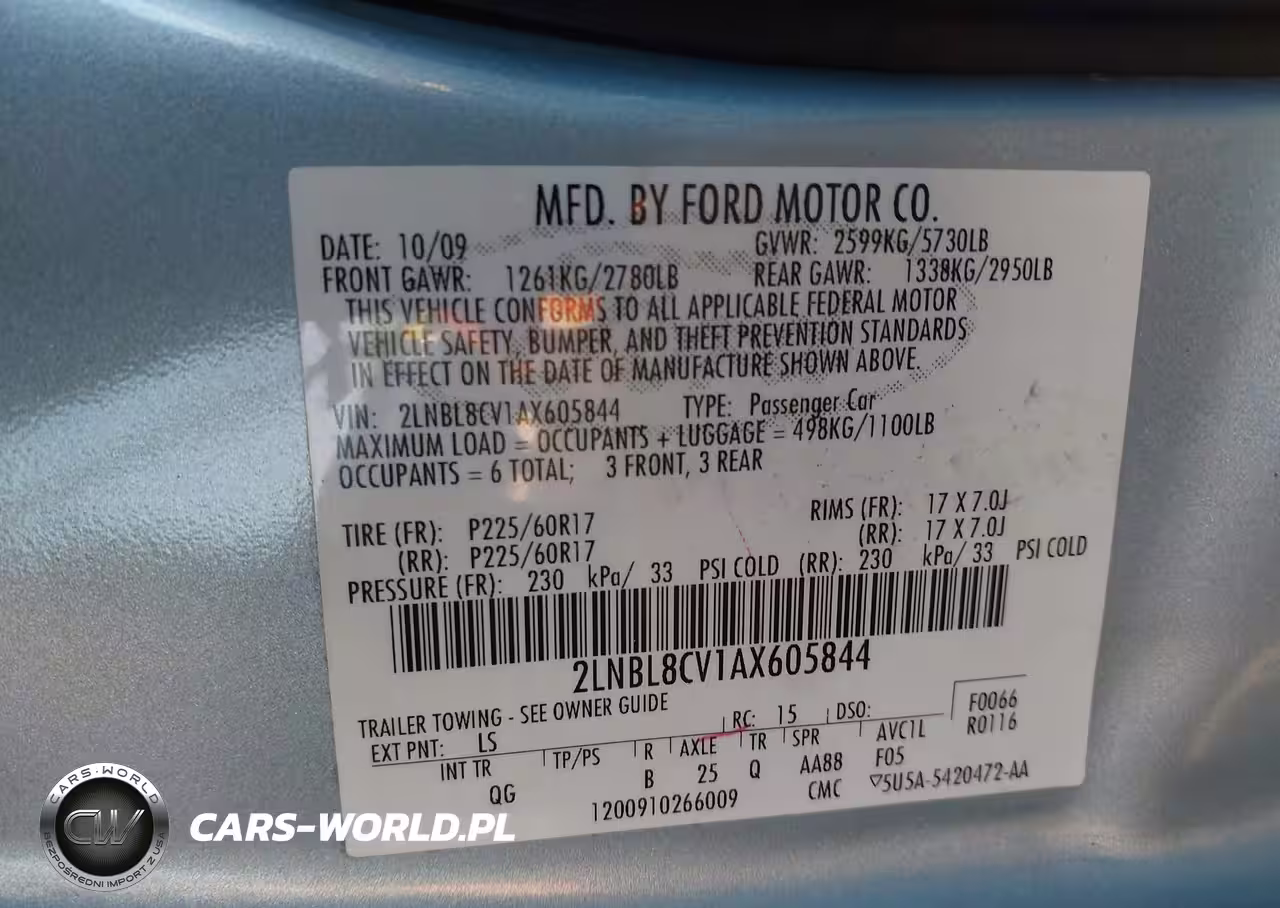 MFD. BY FORD MOTOR CO.
DATE: 10/09 GVWR: 2599KG/5730LB
FRONT GAWR: 1261KG/2780LB REAR GAWR: 1338KG/2950LB
THIS VEHICLE CONFORMS TO ALL APPLICABLE FEDERAL MOTOR
VEHICLE SAFETY, BUMPER, AND THEFT PREVENTION STANDARDS
IN EFFECT ON THE DATE OF MANUFACTURE SHOWN ABOVE.
VIN: 2LNBL8CV1AX605844 TYPE: Passenger Car
MAXIMUM LOAD = OCCUPANTS + LUGGAGE = 498KG/1100LB
OCCUPANTS = 6 TOTAL; 3 FRONT, 3 REAR
TIRE (FR): P225/60R17 RIMS (FR): 17 X 7.0J
(RR): P225/60R17 (RR): 17 X 7.0J
PRESSURE (FR): 230 kPa/ 33 PSI COLD (RR): 230 kPa/ 33 PSI COLD
2LNBL8CV1AX605844
TRAILER TOWING - SEE OWNER GUIDE
F0066
EXT PNT: LS RC: 15 DSO: R0116
INT TR TP/PS R AXLE TR SPR AVC1L
QG B 25 Q AA88 F05
1200910266009 CMC ▽5U5A-5420472-AA
CARS-WORLD
CW
BEZPOŚREDNI IMPORT Z USA
CARS-WORLD.PL